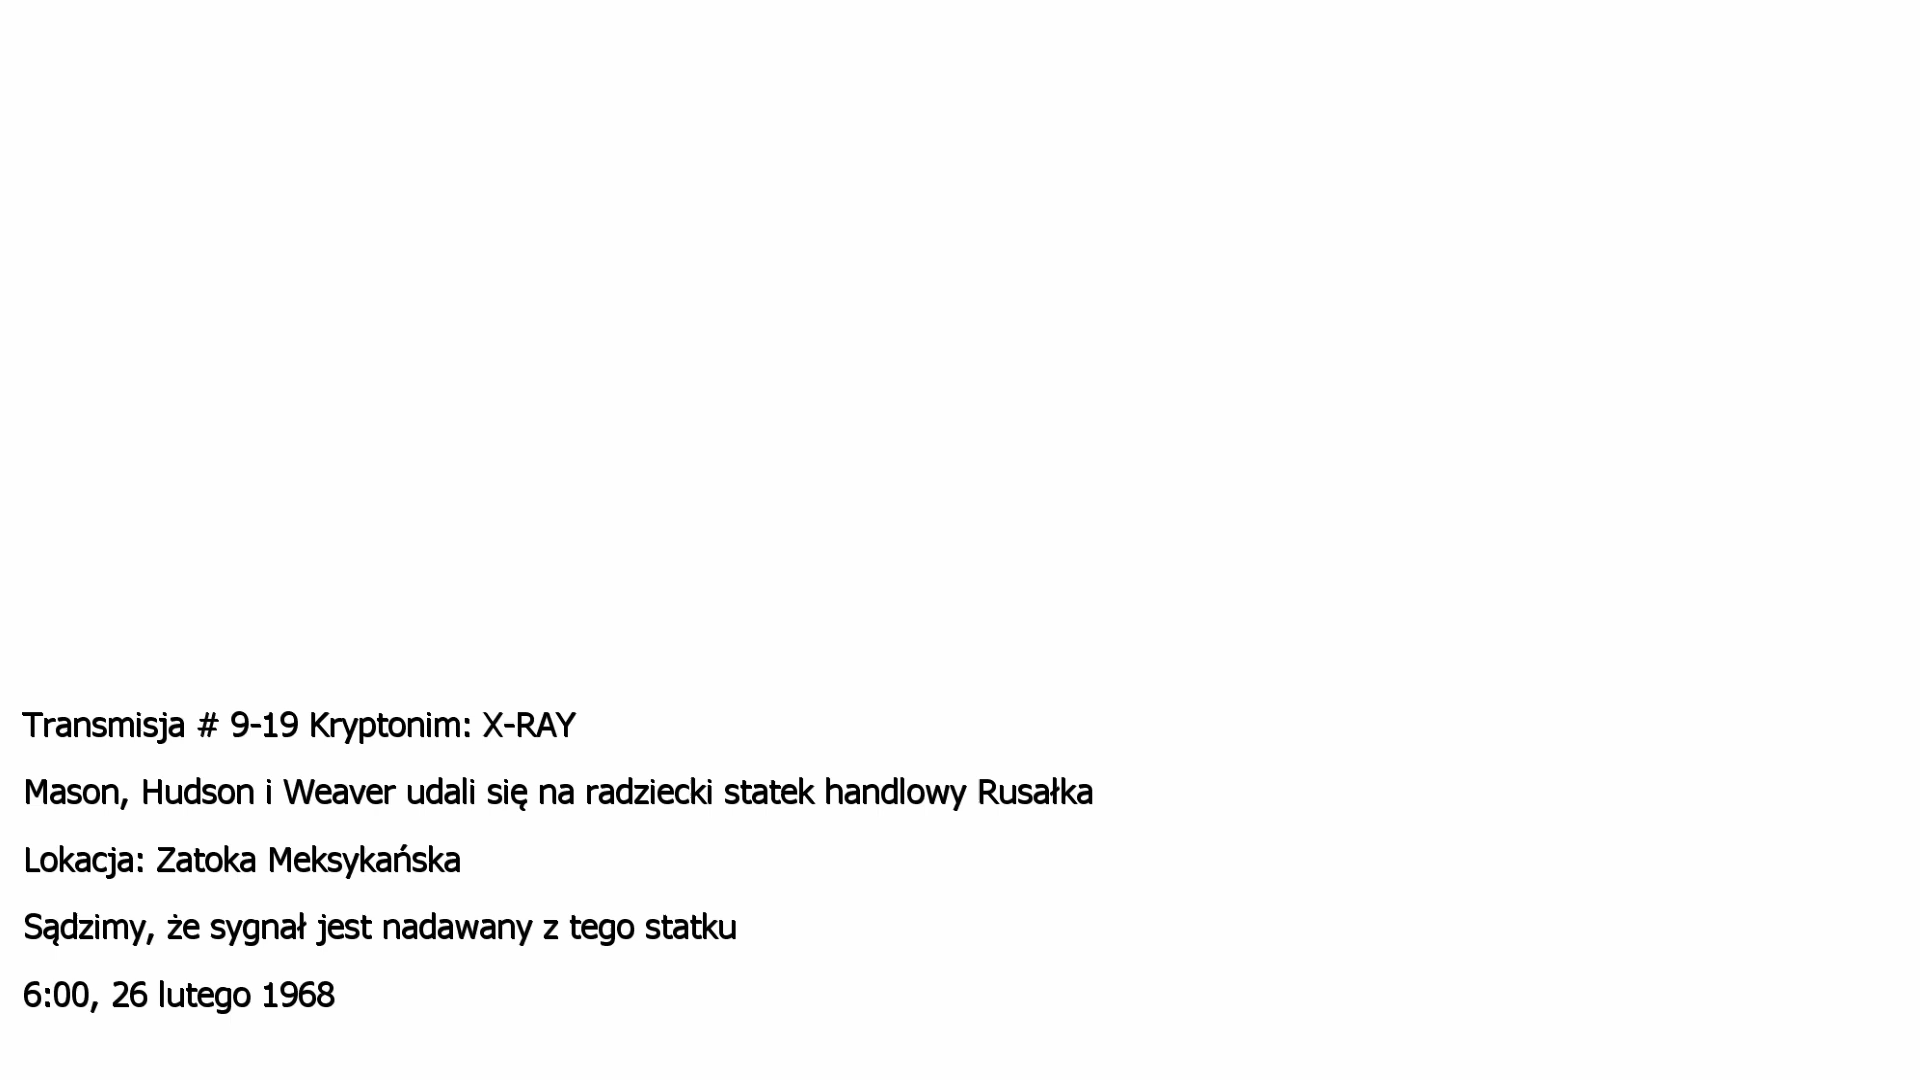 Transmisja # 9-19 Kryptonim: X-RAY
Mason, Hudson i Weaver udali się na radziecki statek handlowy Rusałka
Lokacja: Zatoka Meksykańska
Sądzimy, że sygnał jest nadawany z tego statku
6:00, 26 lutego 1968